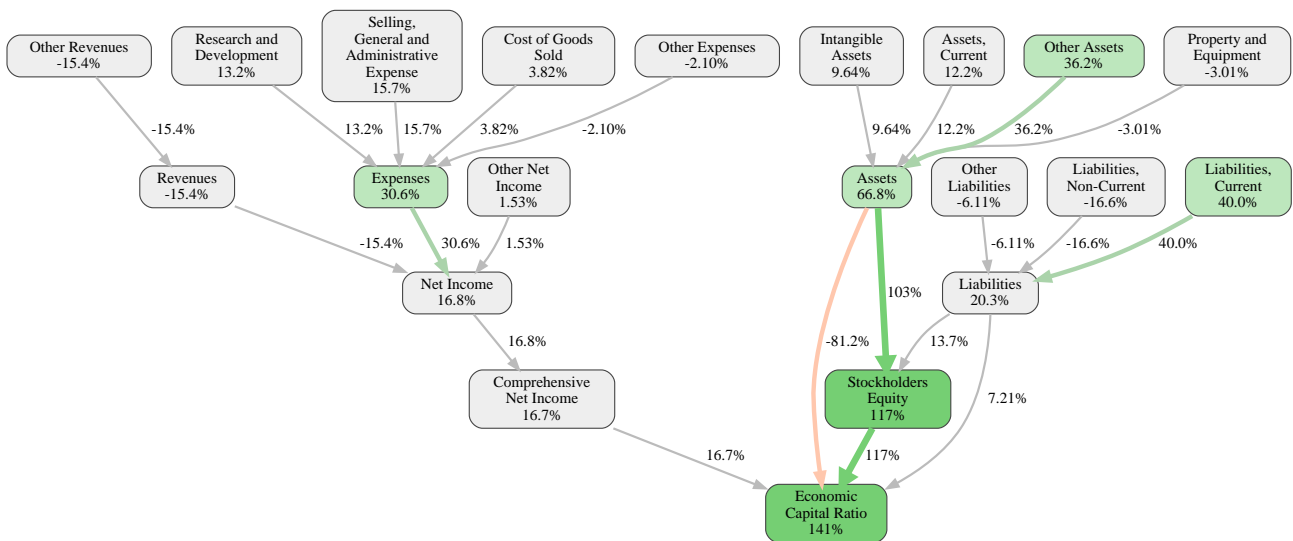 Other Revenues
-15.4%
Research and
Development
13.2%
Selling,
General and
Administrative
Expense
15.7%
Cost of Goods
Sold
3.82%
Other Expenses
-2.10%
Intangible
Assets
9.64%
Assets,
Current
12.2%
Other Assets
36.2%
Property and
Equipment
-3.01%
-15.4%
13.2%
15.7%
3.82%
-2.10%
9.64%
12.2%
36.2%
-3.01%
Revenues
-15.4%
Expenses
30.6%
Other Net
Income
1.53%
Assets
66.8%
Other
Liabilities
-6.11%
Liabilities,
Non-Current
-16.6%
Liabilities,
Current
40.0%
-15.4%
30.6%
1.53%
-6.11%
-16.6%
40.0%
Net Income
16.8%
103%
Liabilities
20.3%
16.8%
-81.2%
13.7%
Comprehensive
Net Income
16.7%
Stockholders
Equity
117%
7.21%
16.7%
117%
Economic
Capital Ratio
141%